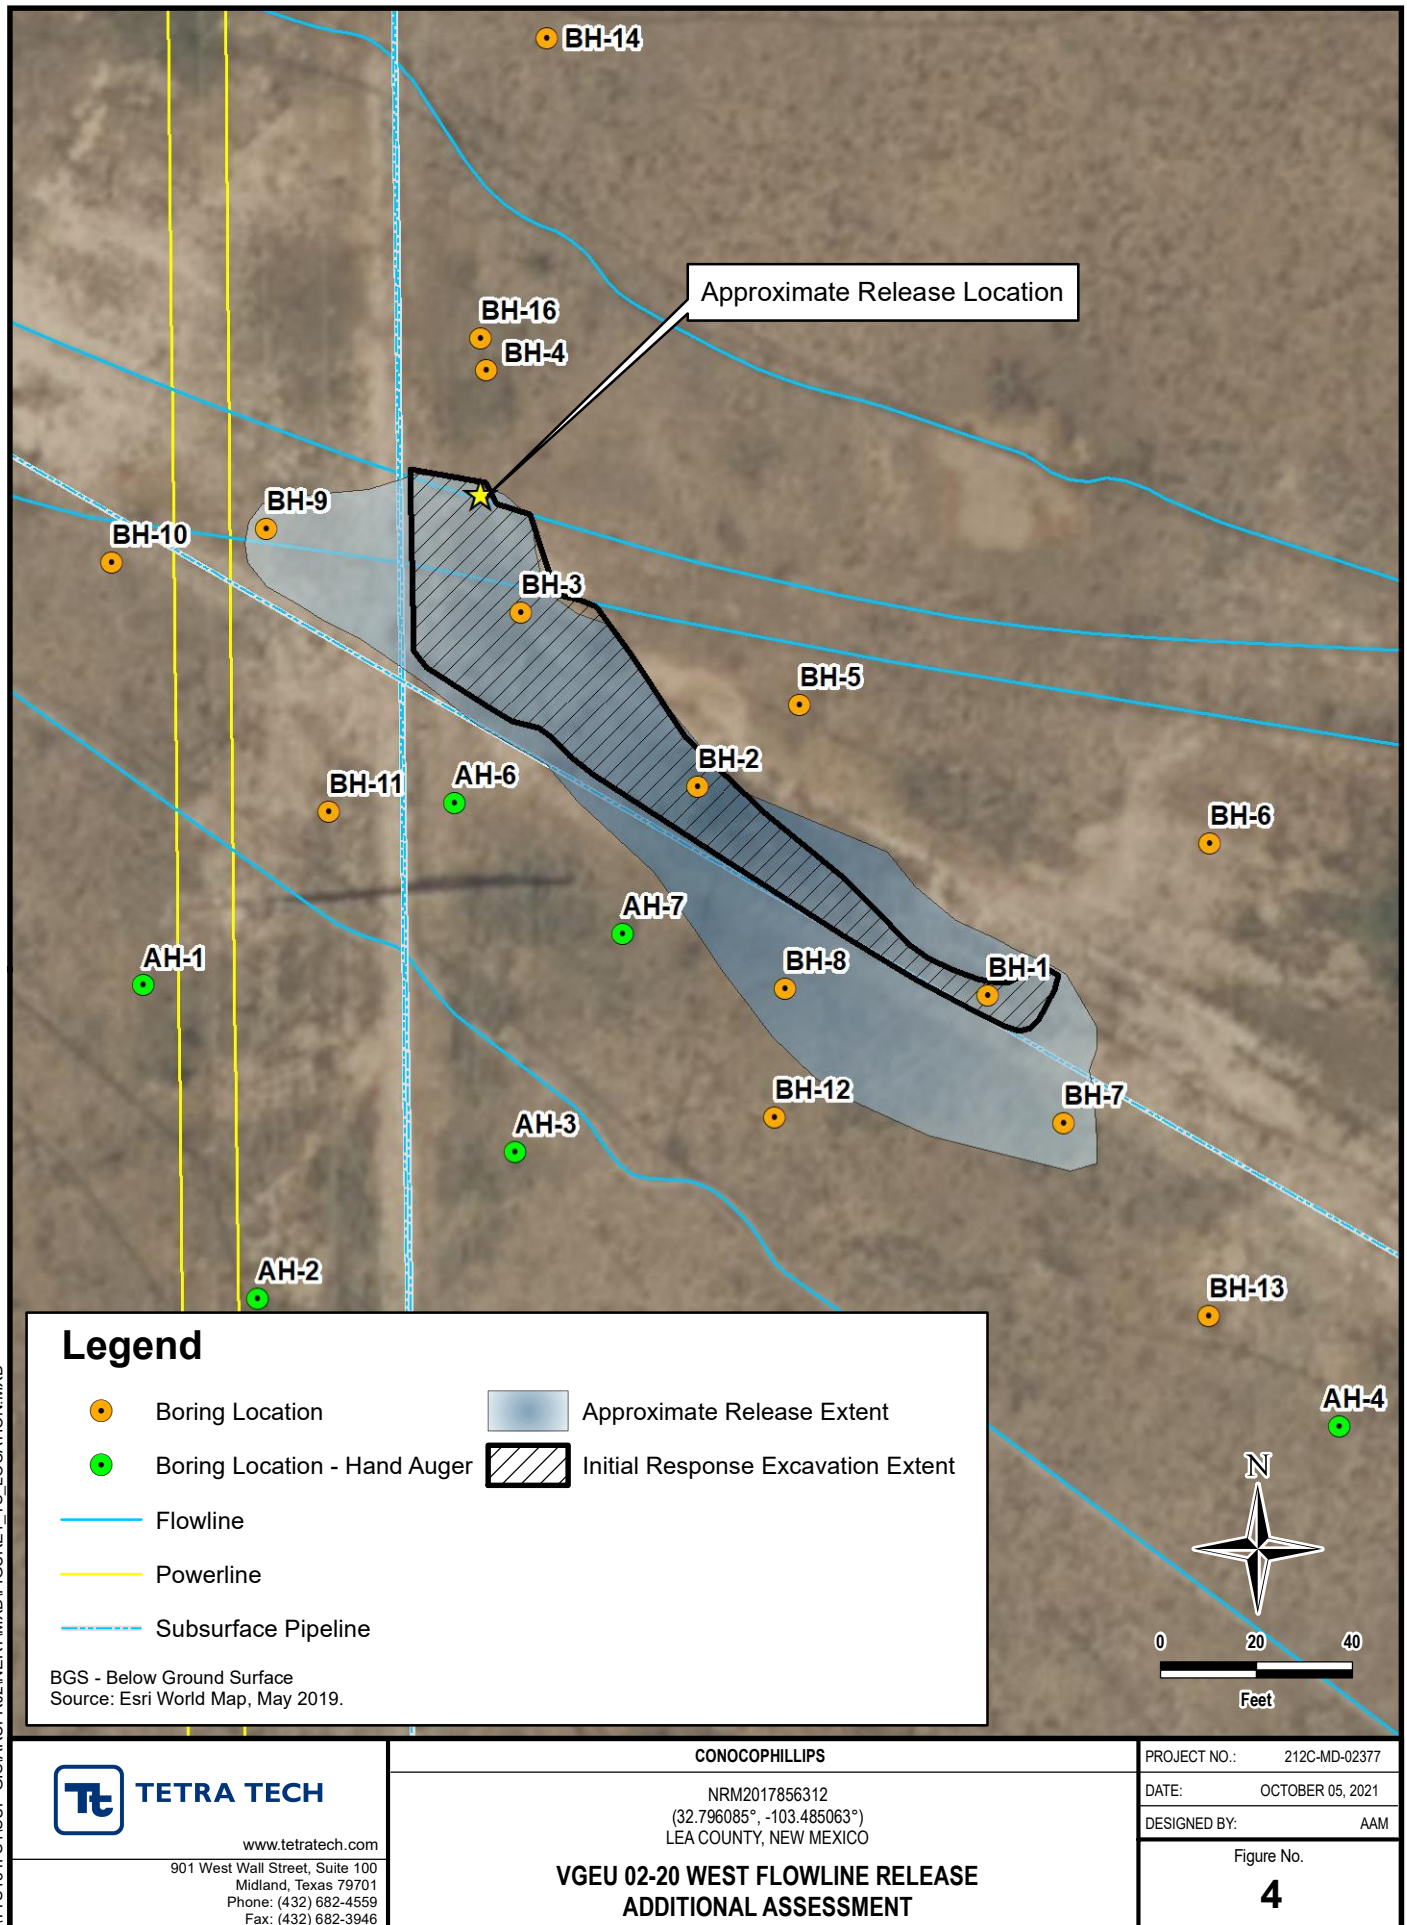 BH-14
Approximate Release Location
BH-16
BH-4
BH-9
BH-10
BH-3
BH-5
BH-2
BH-11
AH-6
BH-6
AH-7
AH-1
BH-8
BH-1
BH-12
BH-7
AH-3
AH-2
BH-13
AH-4
Legend
Boring Location
Approximate Release Extent
Boring Location - Hand Auger
Initial Response Excavation Extent
Flowline
Powerline
Subsurface Pipeline
BGS - Below Ground Surface
Source: Esri World Map, May 2019.
N
0 20 40
Feet
Tt TETRA TECH
www.tetratech.com
901 West Wall Street, Suite 100
Midland, Texas 79701
Phone: (432) 682-4559
Fax: (432) 682-3946
CONOCOPHILLIPS
NRM2017856312
(32.796085°, -103.485063°)
LEA COUNTY, NEW MEXICO
VGEU 02-20 WEST FLOWLINE RELEASE
ADDITIONAL ASSESSMENT
PROJECT NO.: 212C-MD-02377
DATE: OCTOBER 05, 2021
DESIGNED BY: AAM
Figure No.
4